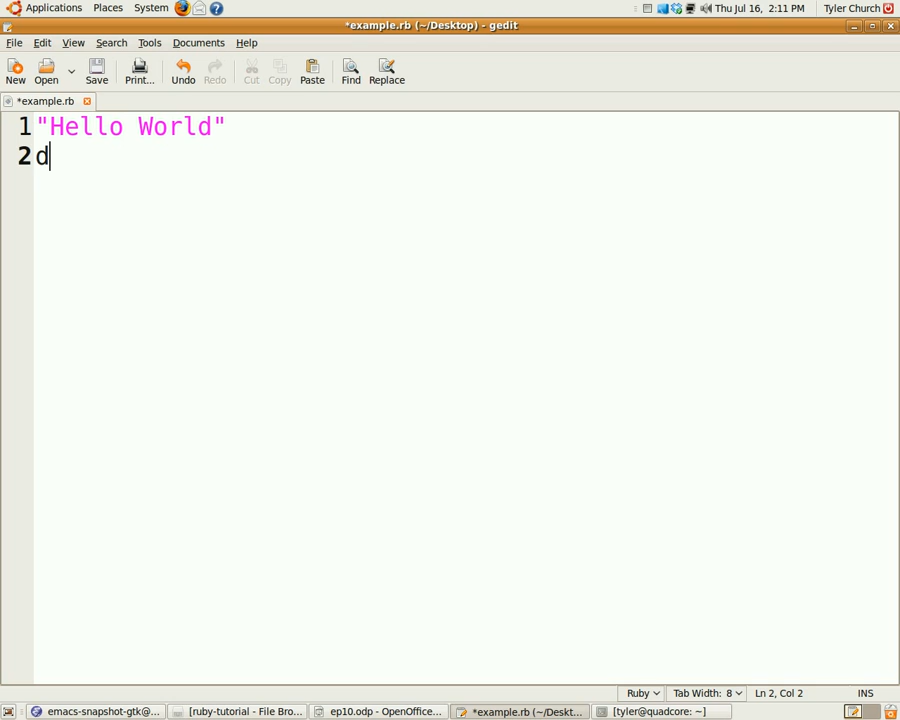 Applications Places System Thu Jul 16, 2:11 PM Tyler Church
*example.rb (~/Desktop) - gedit
File Edit View Search Tools Documents Help
New Open Save Print... Undo Redo Cut Copy Paste Find Replace
*example.rb
1 "Hello World"
2 d
Ruby Tab Width: 8 Ln 2, Col 2 INS
emacs-snapshot-gtk@... [ruby-tutorial - File Bro... ep10.odp - OpenOffice... *example.rb (~/Deskt... [tyler@quadcore: ~]